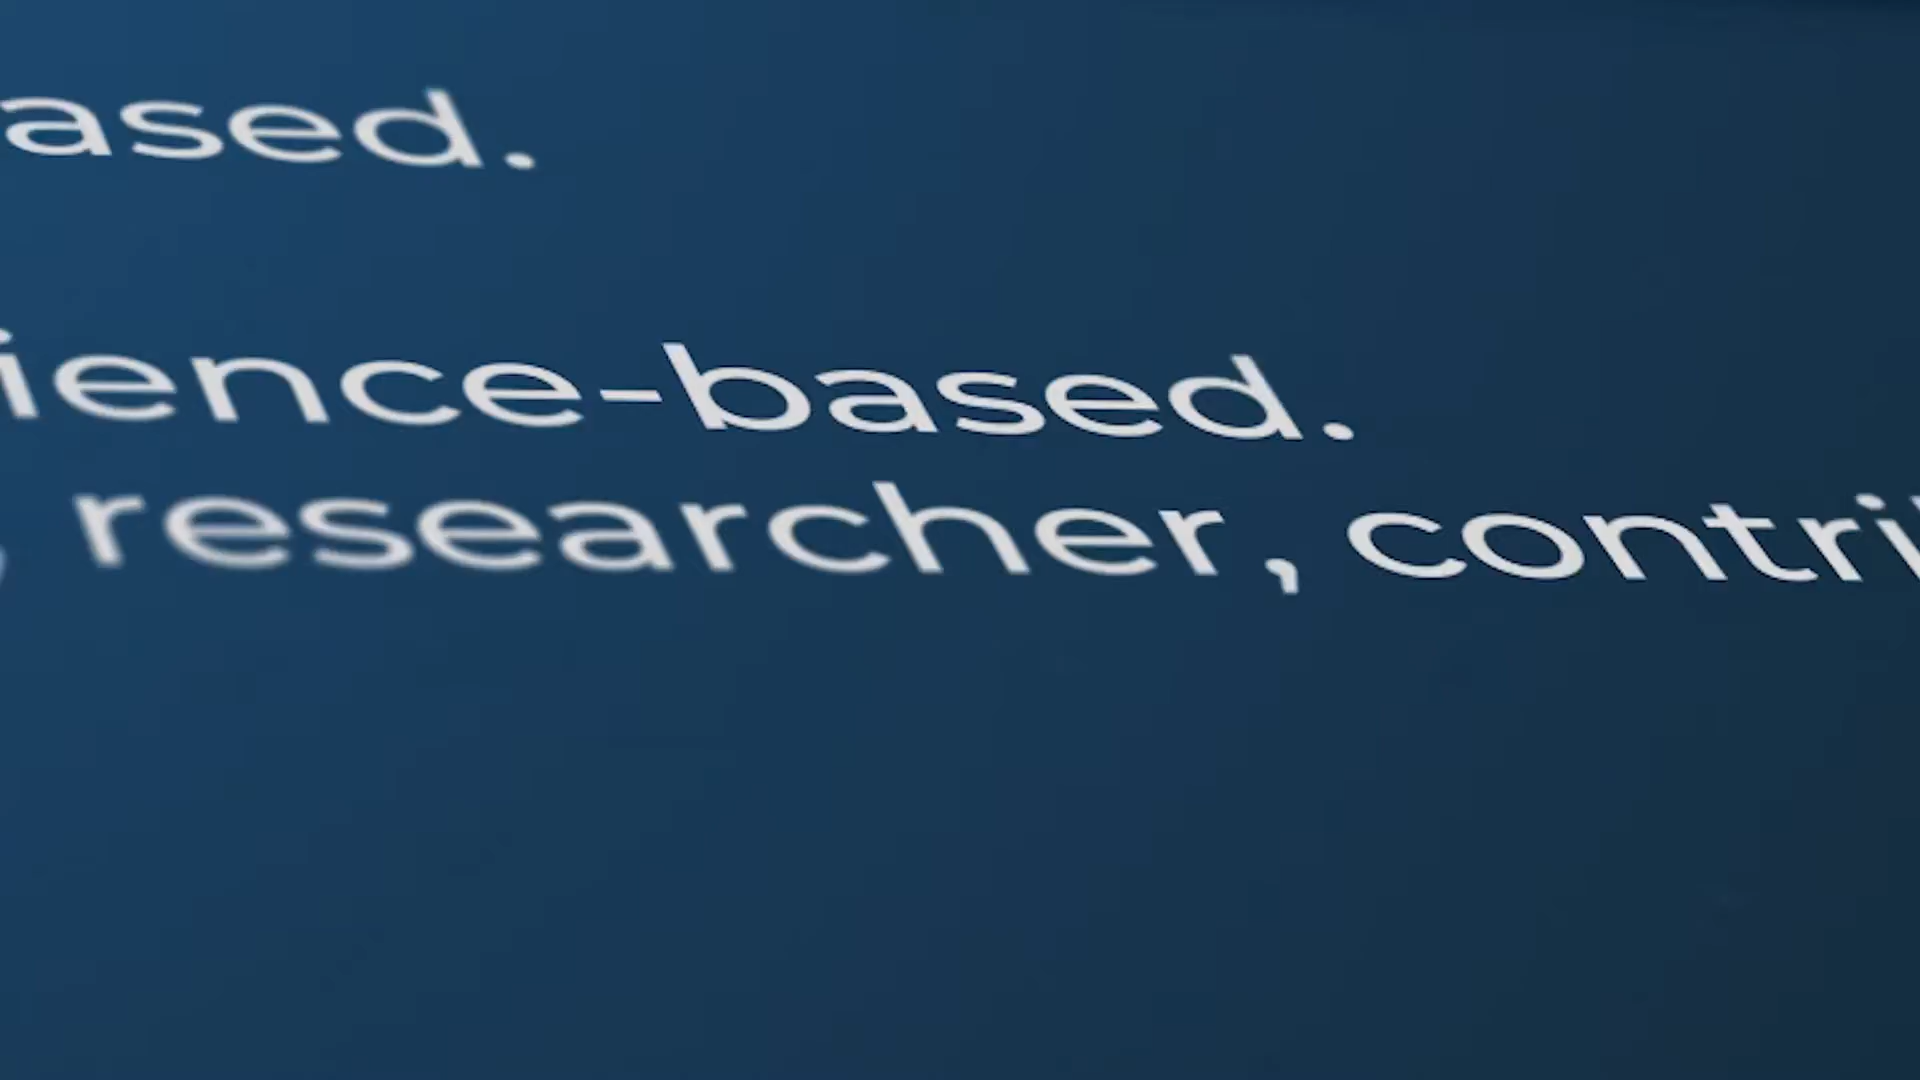 ased.
ience-based.
, researcher, contri